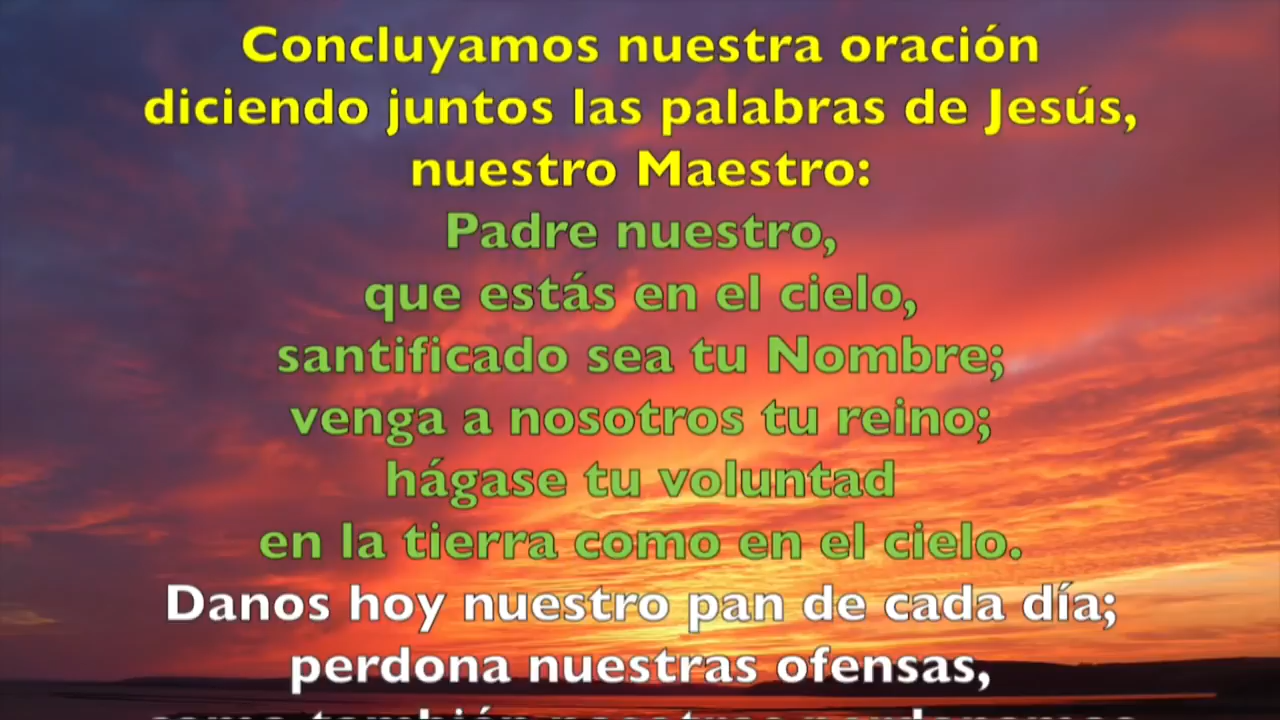 Concluyamos nuestra oración
diciendo juntos las palabras de Jesús,
nuestro Maestro:
Padre nuestro,
que estás en el cielo,
santificado sea tu Nombre;
venga a nosotros tu reino;
hágase tu voluntad
en la tierra como en el cielo.
Danos hoy nuestro pan de cada día;
perdona nuestras ofensas,